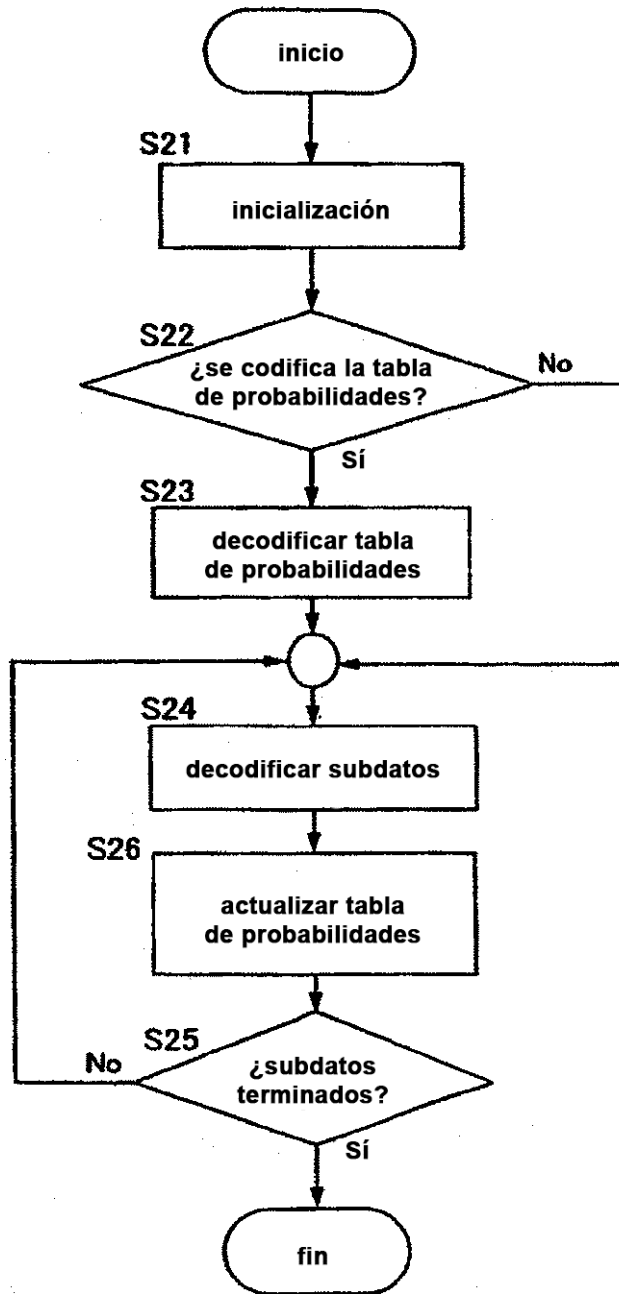 inicio
S21
inicialización
S22
¿se codifica la tabla
de probabilidades?
No
Sí
S23
decodificar tabla
de probabilidades
S24
decodificar subdatos
S26
actualizar tabla
de probabilidades
S25
No
¿subdatos
terminados?
Sí
fin